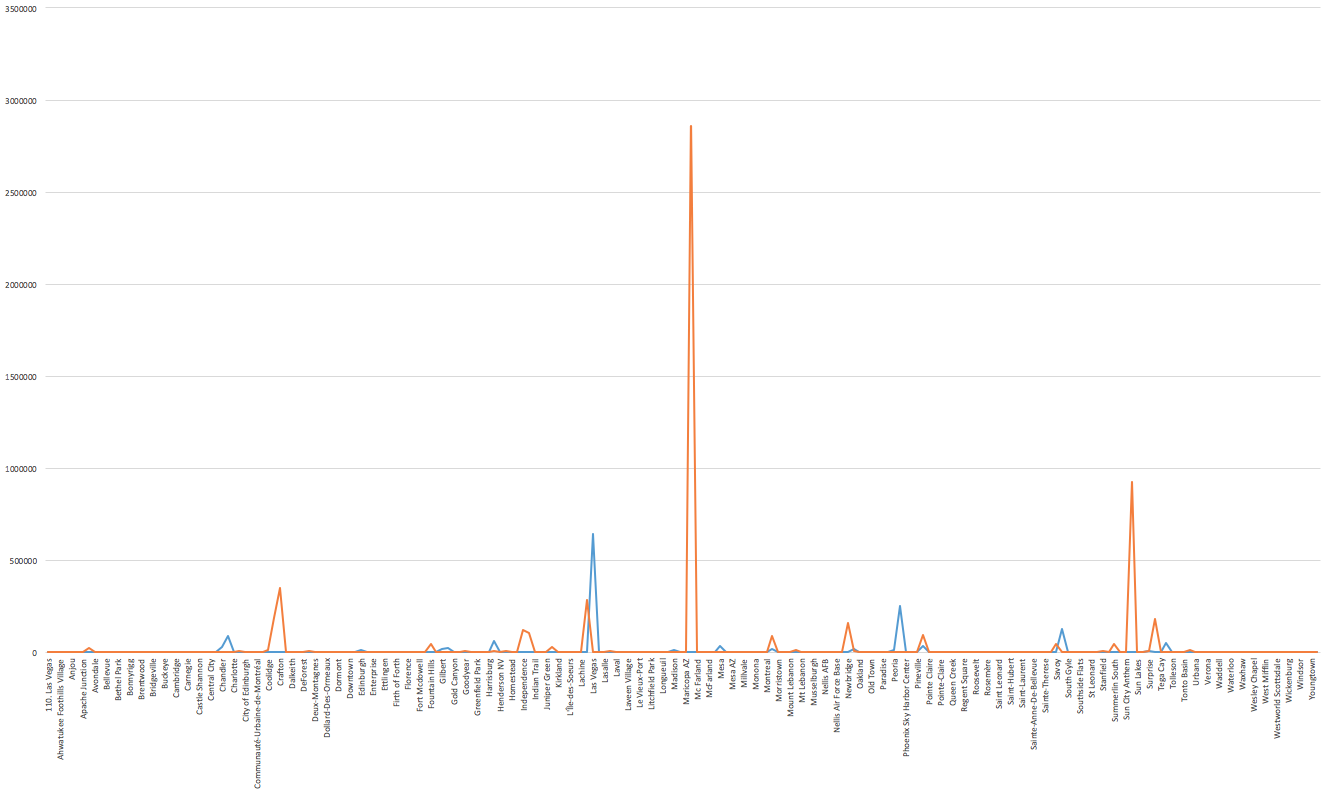 3500000
3000000
2500000
2000000
1500000
1000000
500000
0
110. Las Vegas
Ahwatukee Foothills Village
Anjou
Apache Junction
Avondale
Bellevue
Bethel Park
Bonnyrigg
Brentwood
Bridgeville
Buckeye
Cambridge
Carnegie
Castle Shannon
Central City
Chandler
Charlotte
City of Edinburgh
Communauté-Urbaine-de-Montréal
Coolidge
Crafton
Dalkeith
DeForest
Deux-Montagnes
Dollard-Des-Ormeaux
Dormont
Downtown
Edinburgh
Enterprise
Ettlingen
Firth of Forth
Florence
Fort Mcdowell
Fountain Hills
Gilbert
Gold Canyon
Goodyear
Greenfield Park
Harrisburg
Henderson NV
Homestead
Independence
Indian Trail
Juniper Green
Kirkland
L'Île-des-Soeurs
Lachine
Las Vegas
Lasalle
Laval
Laveen Village
Le Vieux-Port
Litchfield Park
Longueuil
Madison
Maricopa AZ
Mc Farland
McFarland
Mesa
Mesa AZ
Millvale
Monona
Montreal
Morristown
Mount Lebanon
Mt Lebanon
Musselburgh
Nellis AFB
Nellis Air Force Base
Newbridge
Oakland
Old Town
Paradise
Peoria
Phoenix Sky Harbor Center
Pineville
Pointe Claire
Pointe-Claire
Queen Creek
Regent Square
Roosevelt
Rosemère
Saint Leonard
Saint-Hubert
Saint-Laurent
Sainte-Anne-De-Bellevue
Sainte-Therese
Savoy
South Gyle
Southside Flats
St Leonard
Stanfield
Summerlin South
Sun City Anthem
Sun Lakes
Surprise
Tega Cay
Tolleson
Tonto Basin
Urbana
Verona
Waddell
Waterloo
Waxhaw
Wesley Chapel
West Mifflin
Westworld Scottsdale
Wickenburg
Windsor
Youngtown